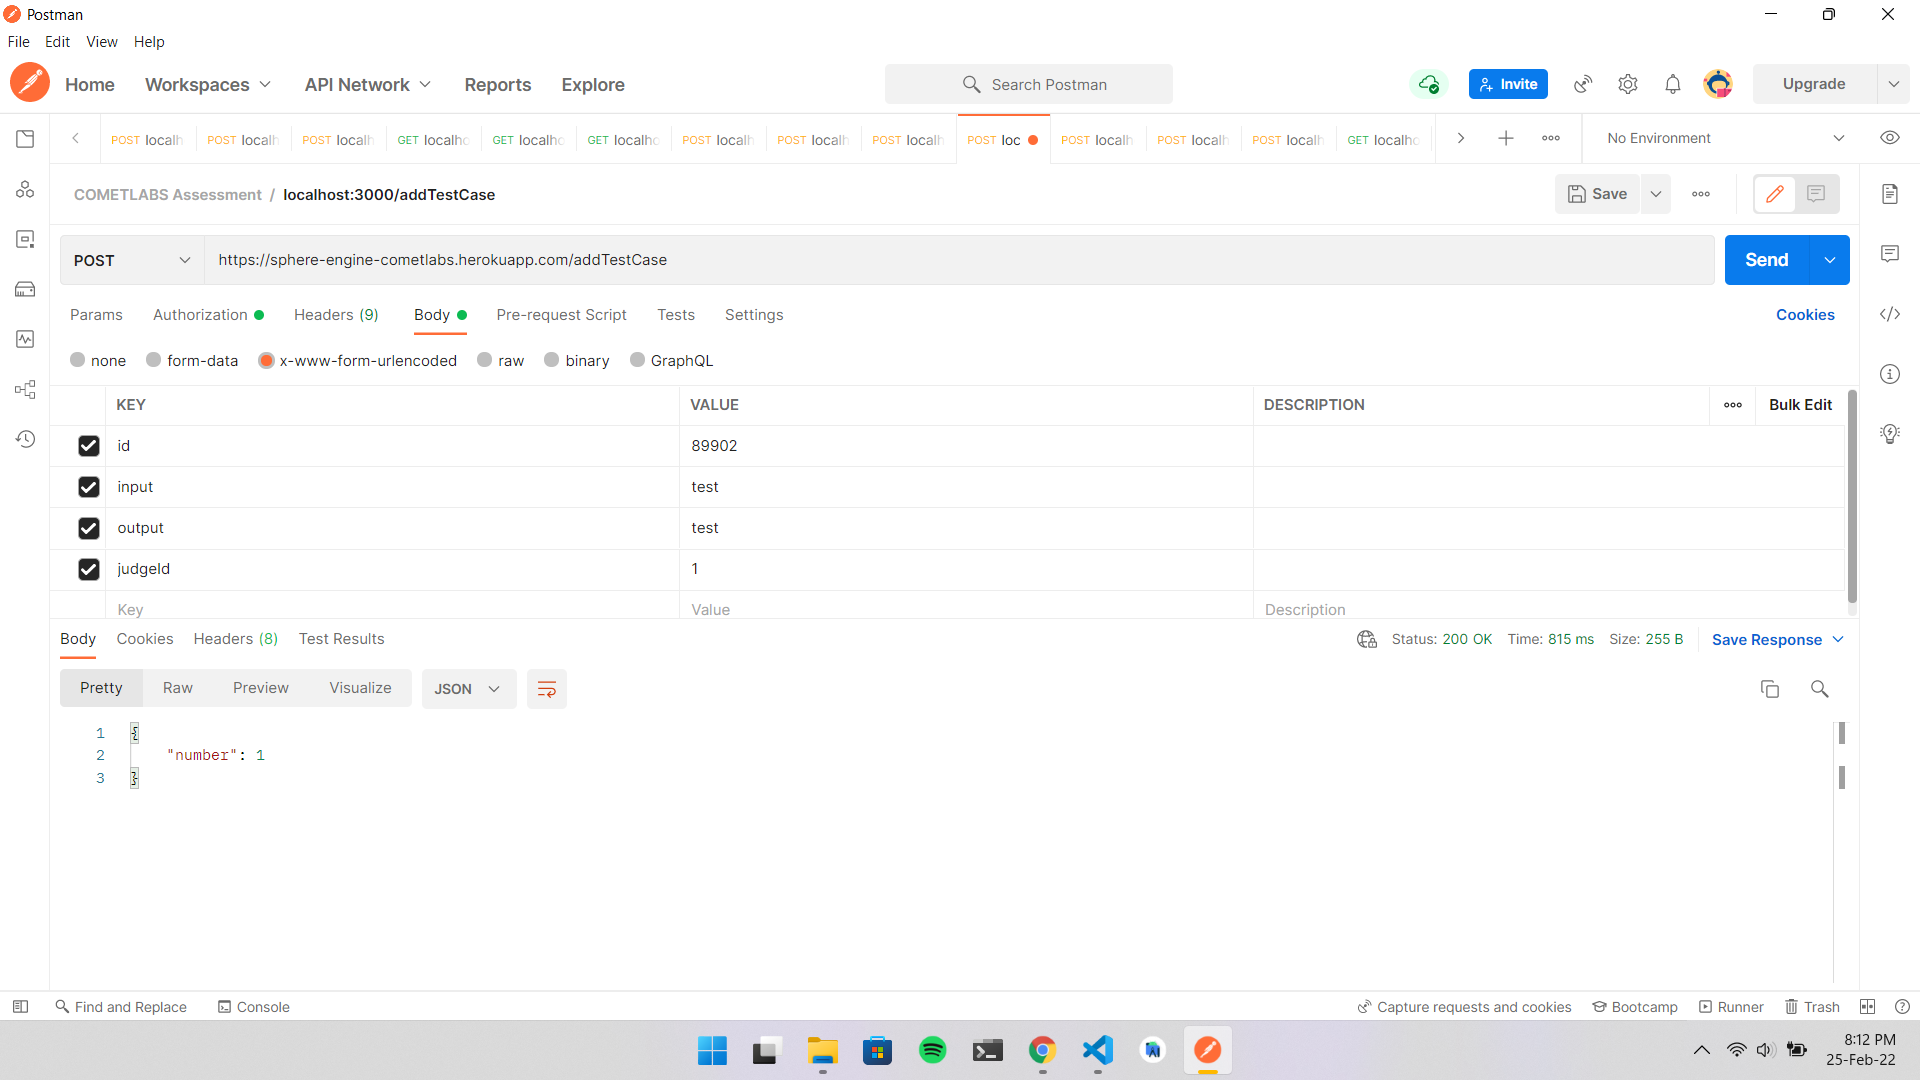 Postman
File Edit View Help
Home Workspaces API Network Reports Explore Search Postman Invite Upgrade
POST localh POST localh POST localh GET localho GET localho GET localho POST localh POST localh POST localh POST loc POST localh POST localh POST localh GET localho No Environment
COMETLABS Assessment / localhost:3000/addTestCase Save
POST https://sphere-engine-cometlabs.herokuapp.com/addTestCase Send
Params Authorization Headers (9) Body Pre-request Script Tests Settings Cookies
none form-data x-www-form-urlencoded raw binary GraphQL
KEY VALUE DESCRIPTION Bulk Edit
id 89902
input test
output test
judgeId 1
Key Value Description
Body Cookies Headers (8) Test Results Status: 200 OK Time: 815 ms Size: 255 B Save Response
Pretty Raw Preview Visualize JSON
1 {
2 "number": 1
3 }
Find and Replace Console Capture requests and cookies Bootcamp Runner Trash
8:12 PM
25-Feb-22